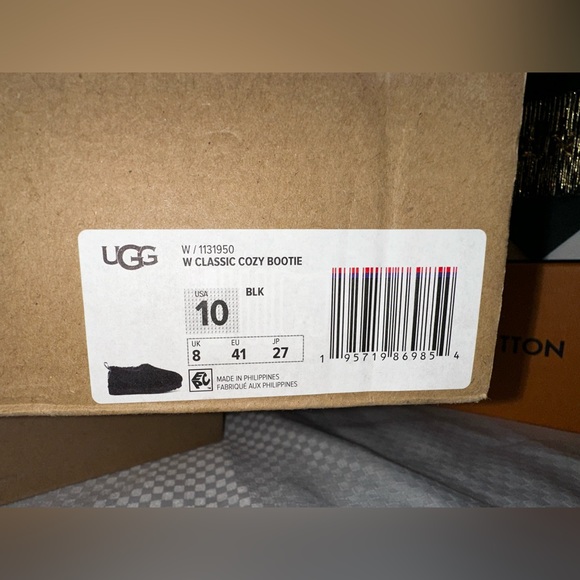 UGG
W / 1131950
W CLASSIC COZY BOOTIE
USA
10
BLK
UK EU JP
8 41 27
MADE IN PHILIPPINES
FABRIQUÉ AUX PHILIPPINES
1 95719 86985 4
TTON